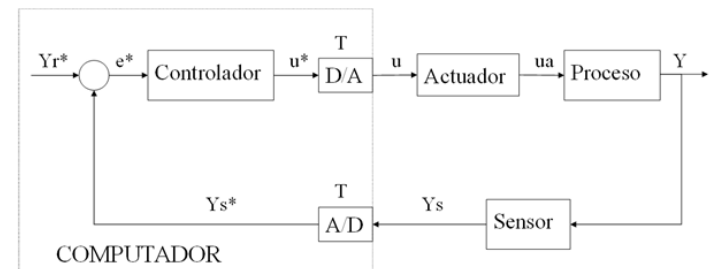 Yr*
e*
Controlador
u*
T
D/A
u
Actuador
ua
Proceso
Y
Ys*
T
A/D
Ys
Sensor
COMPUTADOR